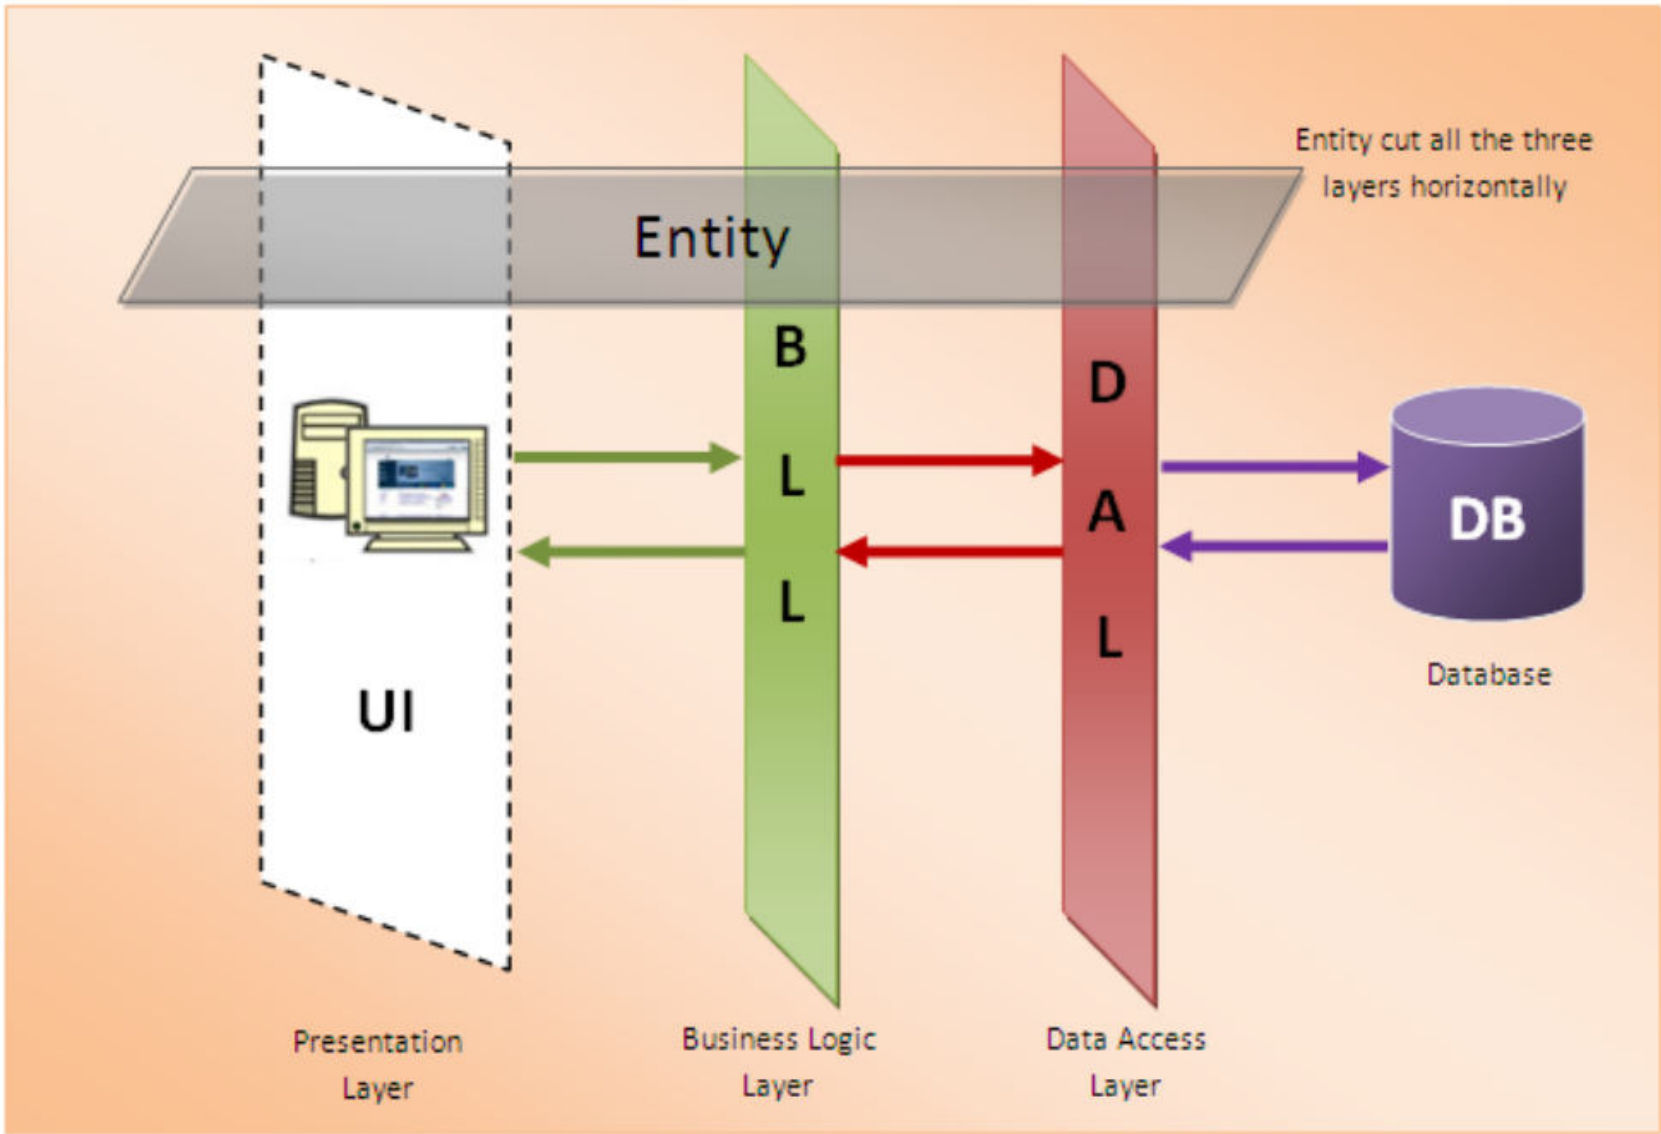 Entity cut all the three
layers horizontally
Entity
B
L
L
D
A
L
DB
UI
Database
Presentation
Layer
Business Logic
Layer
Data Access
Layer